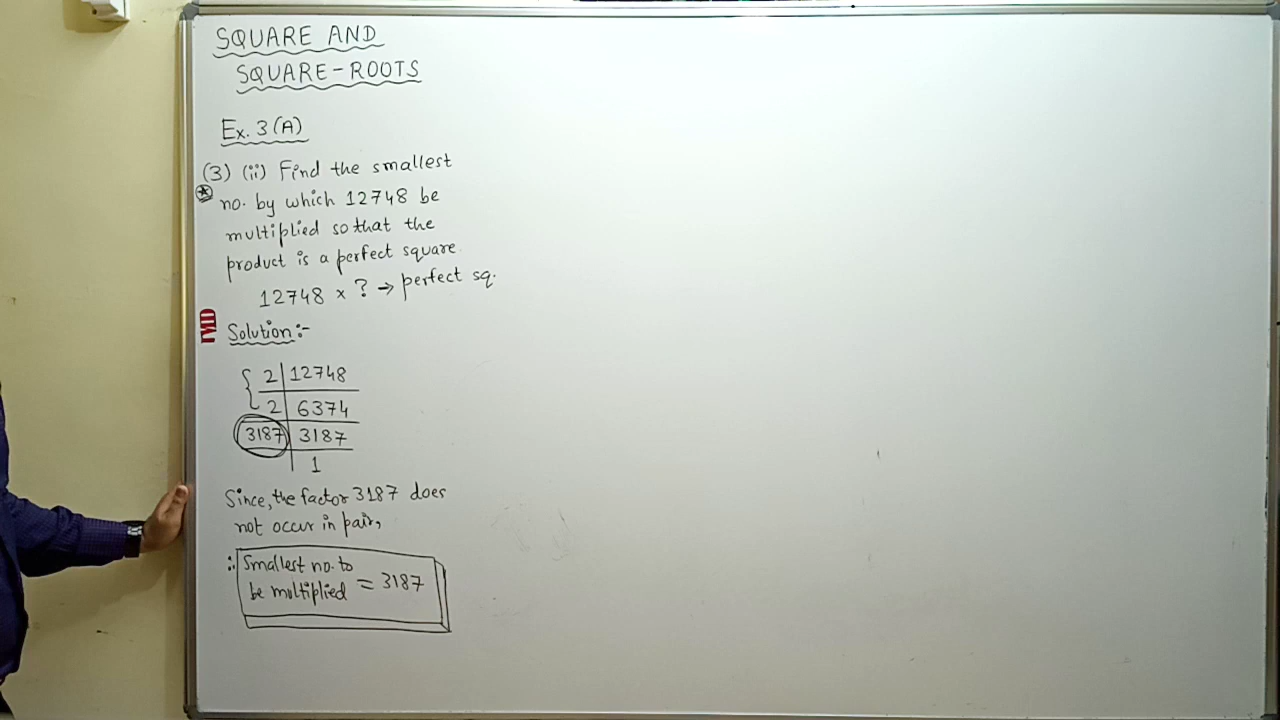 SQUARE AND
SQUARE-ROOTS
Ex. 3(A)
(3) (ii) Find the smallest
no. by which 12748 be
multiplied so that the
product is a perfect square.
12748 × ? → perfect sq.
TMD
Solution:-
2 | 12748
2 | 6374
3187 | 3187
| 1
Since, the factor 3187 does
not occur in pair,
∴ Smallest no. to
be multiplied = 3187